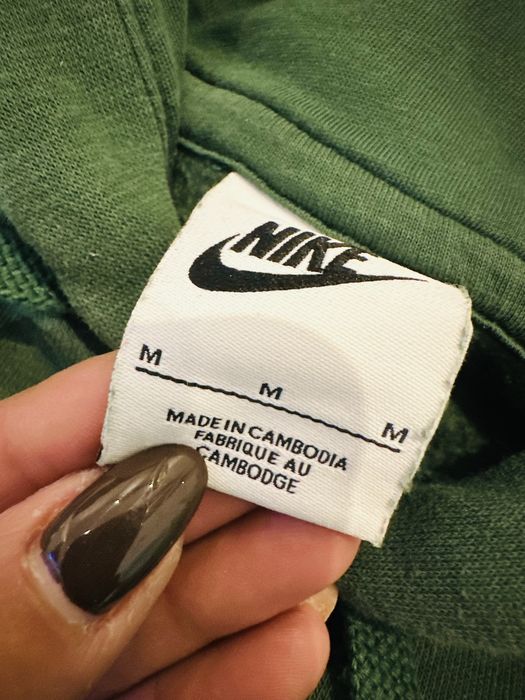 NIKE
M M M
MADE IN CAMBODIA
FABRIQUE AU
CAMBODGE